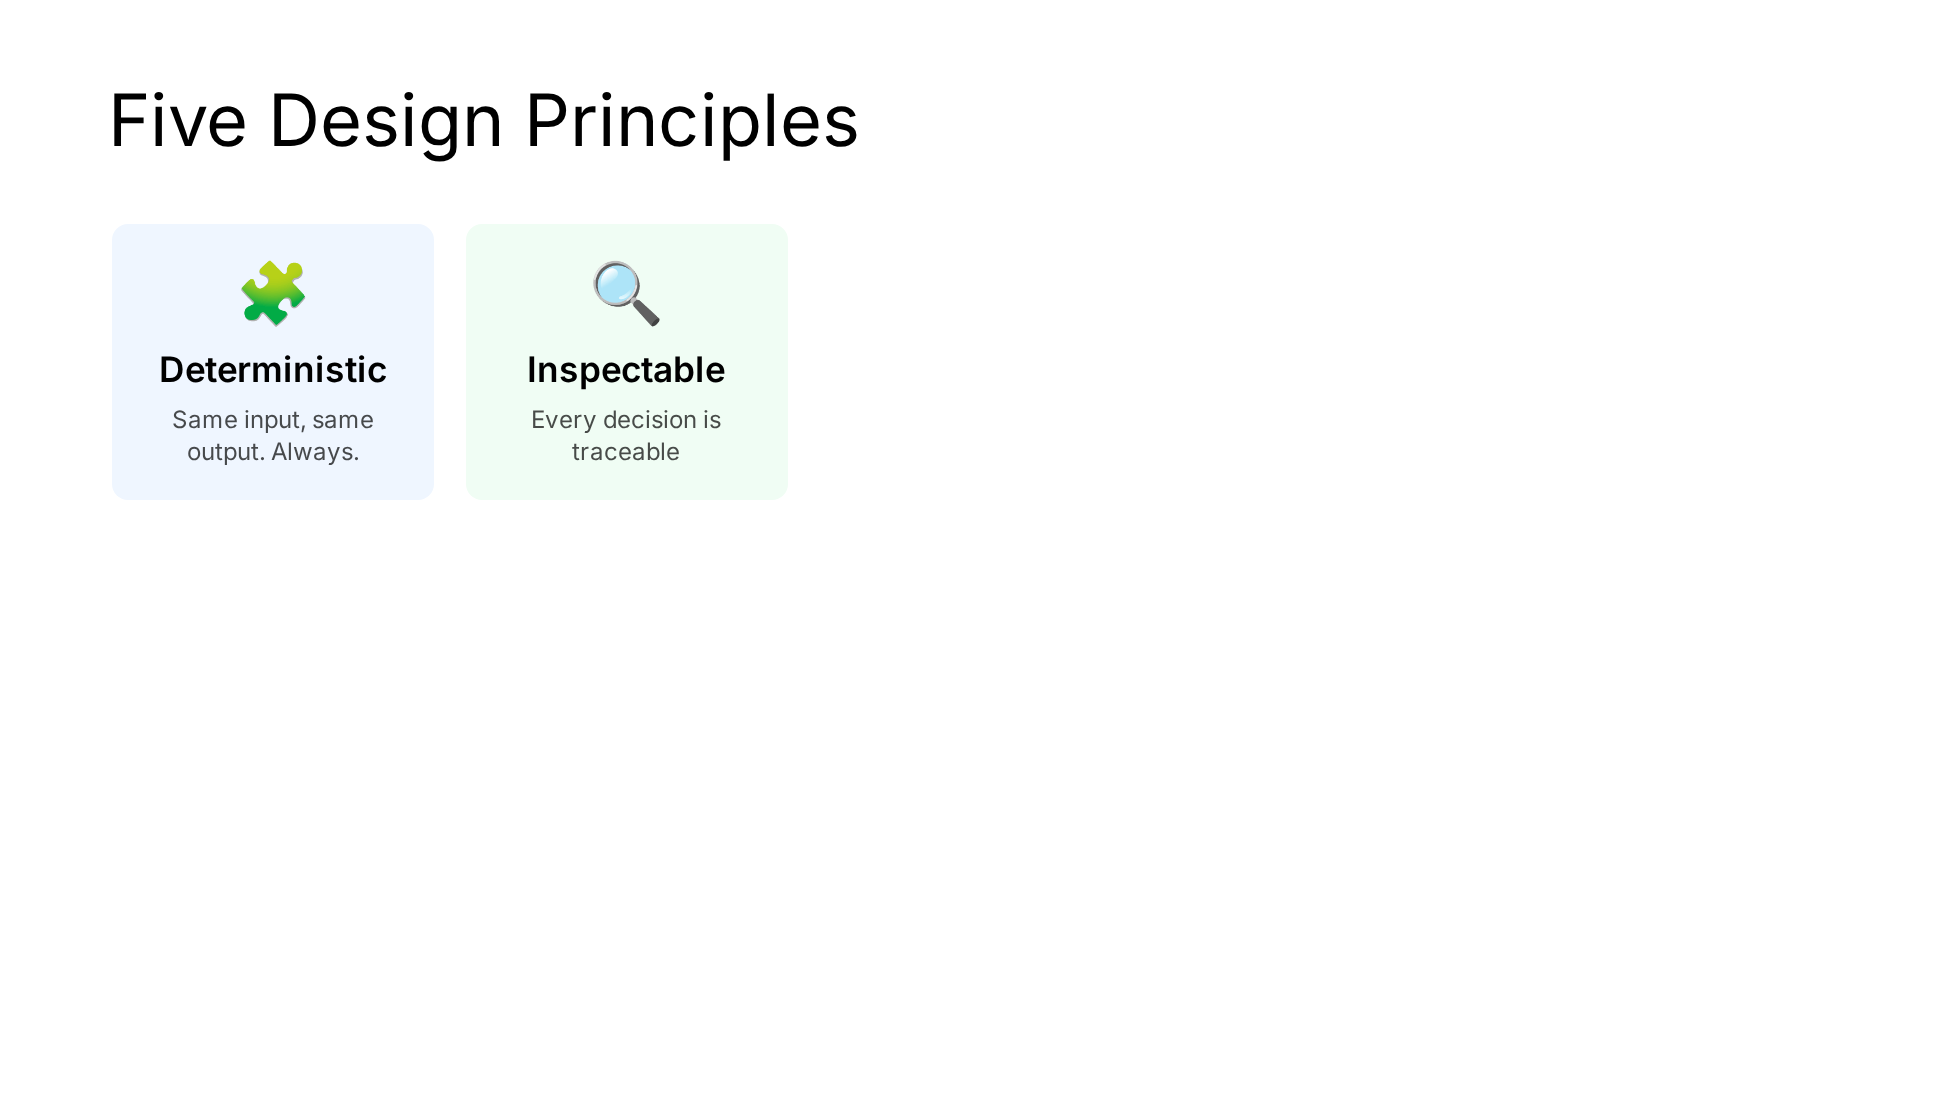 Five Design Principles
Deterministic
Same input, same
output. Always.
Inspectable
Every decision is
traceable